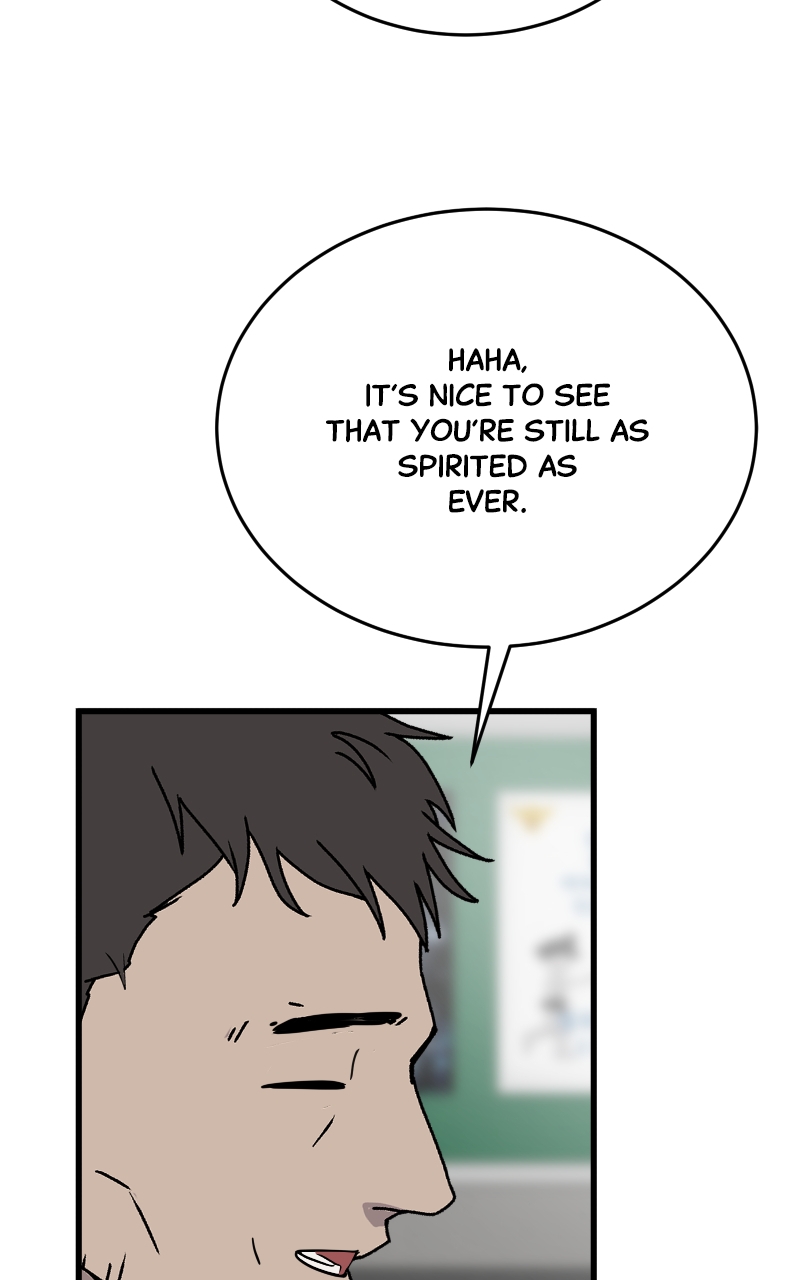 HAHA,
IT'S NICE TO SEE
THAT YOU'RE STILL AS
SPIRITED AS
EVER.